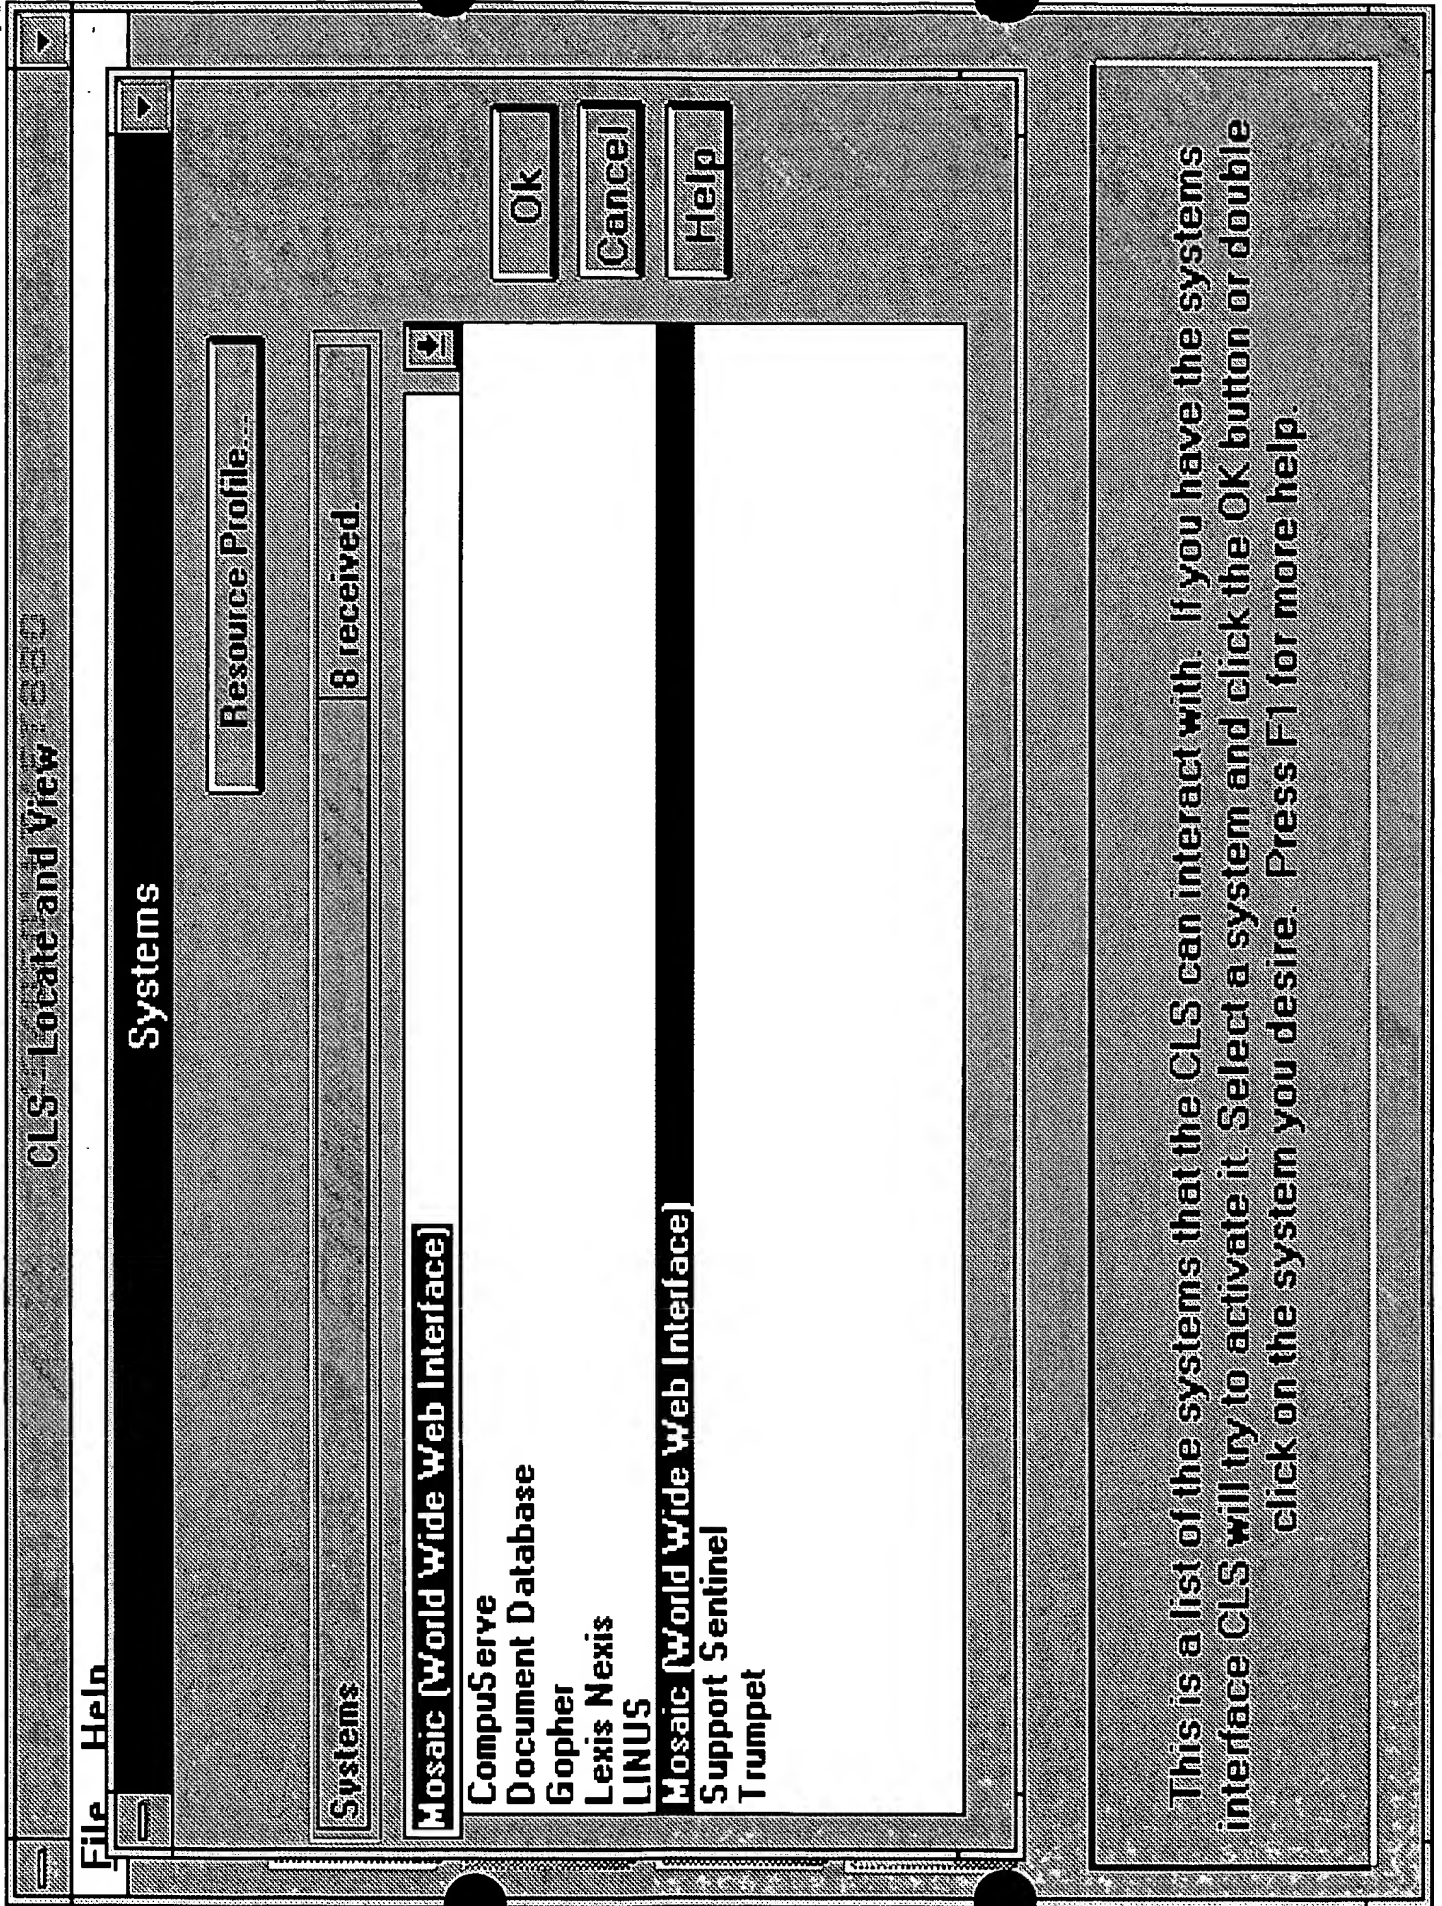 CLS Locate and View
File Help
Systems
Resource Profile...
Systems 8 received.
Mosaic (World Wide Web Interface)
CompuServe
Document Database
Gopher
Lexis Nexis
LINUS
Mosaic (World Wide Web Interface)
Support Sentinel
Trumpet
Ok
Cancel
Help
This is a list of the systems that the CLS can interact with. If you have the systems
interface CLS will try to activate it. Select a system and click the OK button or double
click on the system you desire. Press F1 for more help.